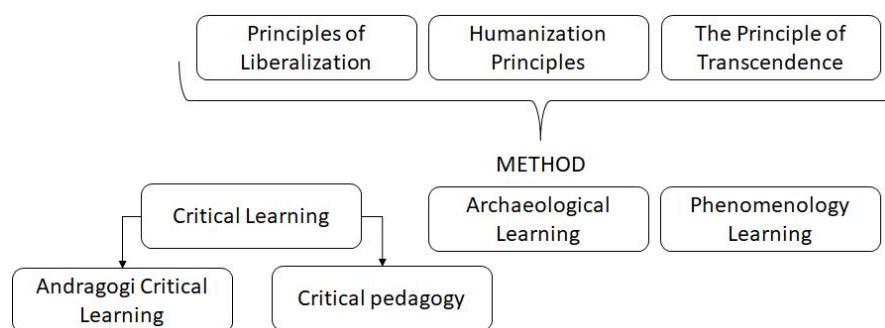 Principles of
Liberalization
Humanization
Principles
The Principle of
Transcendence
METHOD
Critical Learning
Archaeological
Learning
Phenomenology
Learning
Andragogi Critical
Learning
Critical pedagogy